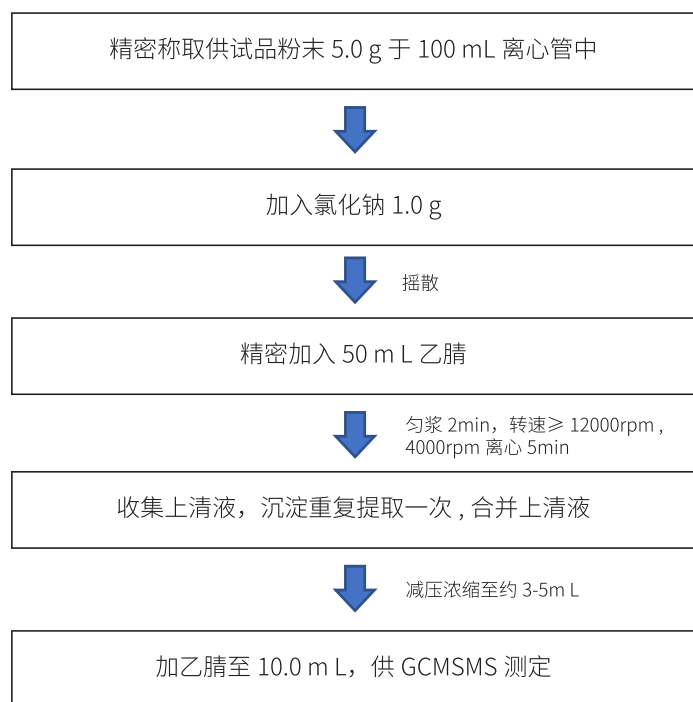 精密称取供试品粉末 5.0 g 于 100 mL 离心管中
加入氯化钠 1.0 g
摇散
精密加入 50 m L 乙腈
匀浆 2min，转速≥ 12000rpm ,
4000rpm 离心 5min
收集上清液，沉淀重复提取一次 , 合并上清液
减压浓缩至约 3-5m L
加乙腈至 10.0 m L，供 GCMSMS 测定